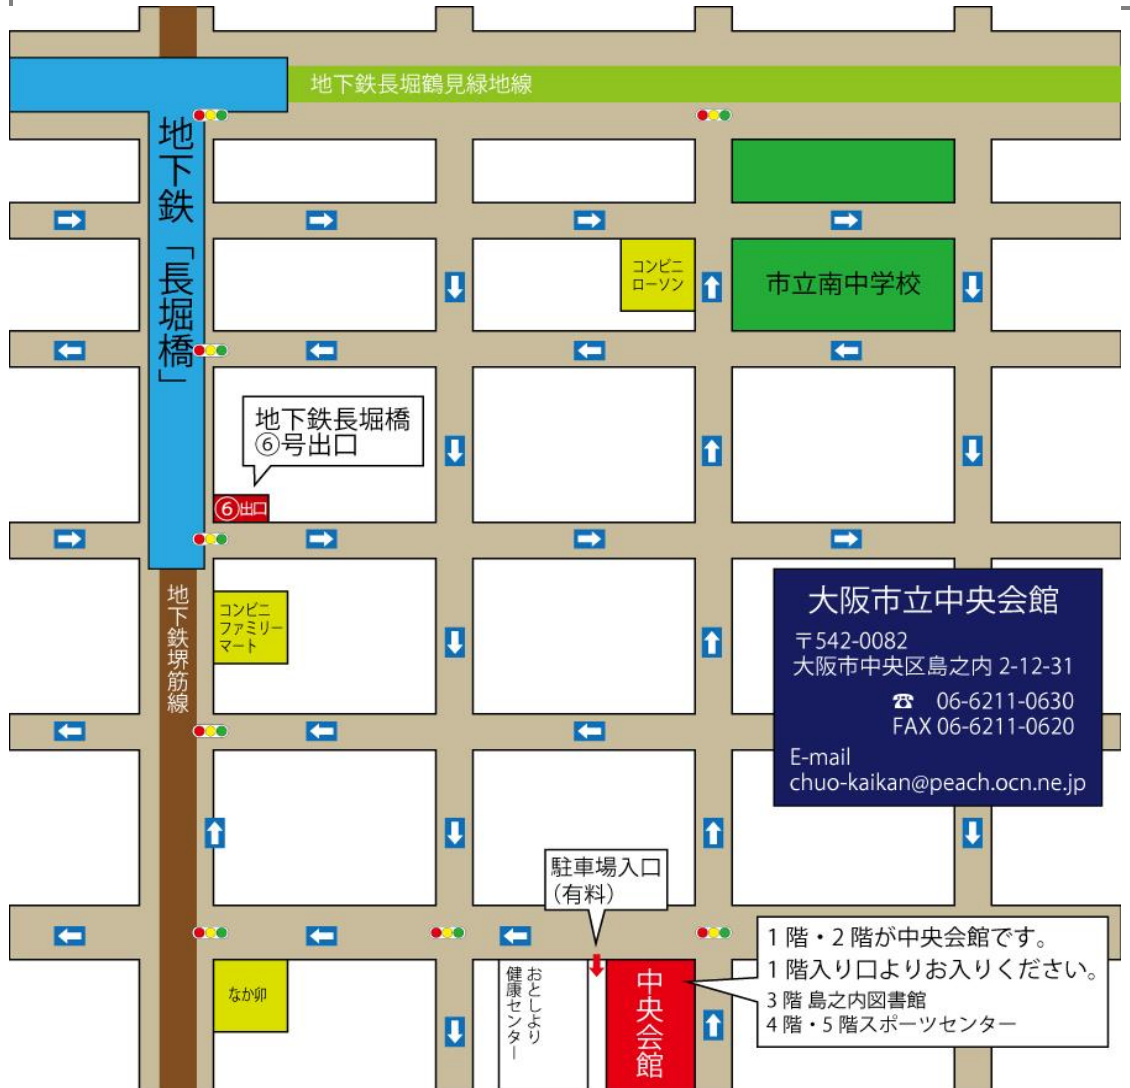 地下鉄長堀鶴見緑地線
地下鉄「長堀橋」
コンビニ
ローソン
市立南中学校
地下鉄長堀橋
⑥号出口
⑥出口
地下鉄堺筋線
コンビニ
ファミリー
マート
大阪市立中央会館
〒542-0082
大阪市中央区島之内 2-12-31
☎ 06-6211-0630
FAX 06-6211-0620
E-mail
chuo-kaikan@peach.ocn.ne.jp
駐車場入口
(有料)
なか卯
おとしより
健康センター
中央会館
1 階・2 階が中央会館です。
1 階入り口よりお入りください。
3 階 島之内図書館
4 階・5 階スポーツセンター